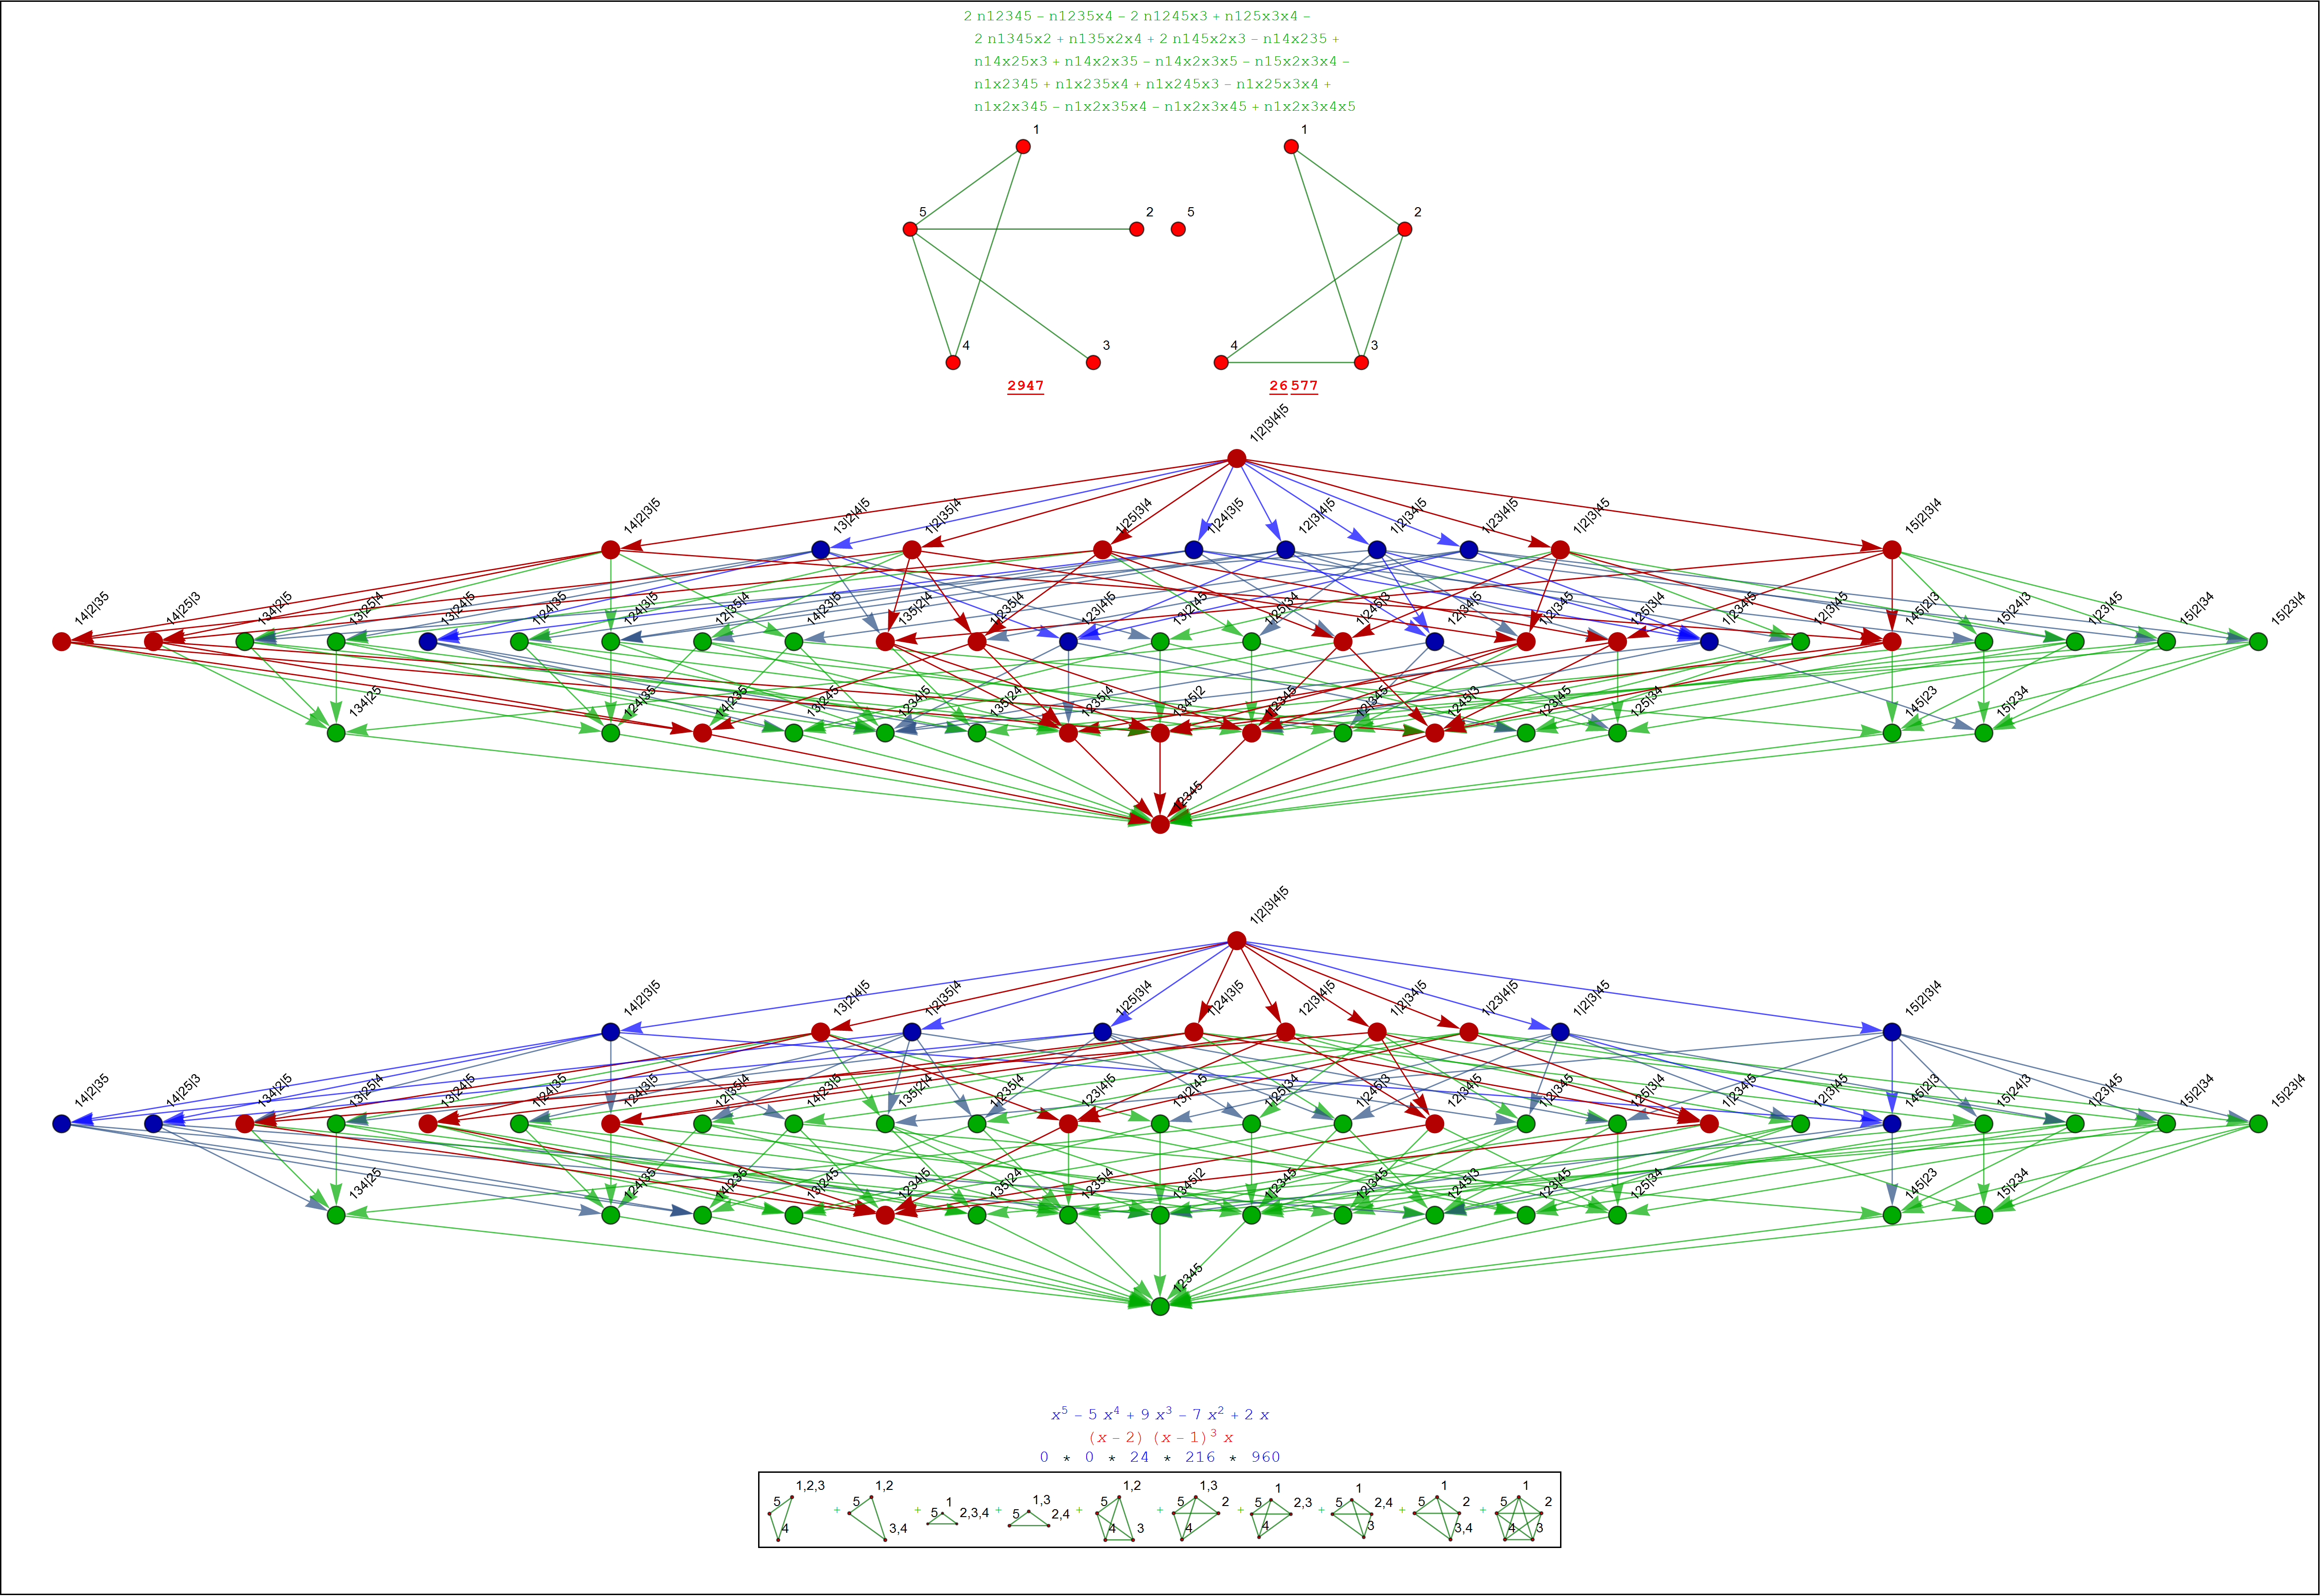 2 n12345 − n1235x4 − 2 n1245x3 + n125x3x4 −
2 n1345x2 + n135x2x4 + 2 n145x2x3 − n14x235 +
n14x25x3 + n14x2x35 − n14x2x3x5 − n15x2x3x4 −
n1x2345 + n1x235x4 + n1x245x3 − n1x25x3x4 +
n1x2x345 − n1x2x35x4 − n1x2x3x45 + n1x2x3x4x5
1 1
5 2 5 2
4 3 4 3
2947 26 577
1|2|3|4|5
14|2|3|5 13|2|4|5 1|2|35|4 1|25|3|4 1|24|3|5 12|3|4|5 1|2|34|5 1|23|4|5 1|2|3|45 15|2|3|4
14|2|35 14|25|3 134|2|5 13|25|4 13|24|5 1|24|35 124|3|5 12|35|4 14|23|5 135|2|4 1|235|4 123|4|5 13|2|45 1|25|34 1|245|3 12|34|5 1|2|345 125|3|4 1|234|5 12|3|45 145|2|3 15|24|3 1|23|45 15|2|34 15|23|4
134|25 124|35 14|235 13|245 1234|5 135|24 1235|4 1345|2 1|2345 12|345 1245|3 123|45 125|34 145|23 15|234
12345
1|2|3|4|5
14|2|3|5 13|2|4|5 1|2|35|4 1|25|3|4 1|24|3|5 12|3|4|5 1|2|34|5 1|23|4|5 1|2|3|45 15|2|3|4
14|2|35 14|25|3 134|2|5 13|25|4 13|24|5 1|24|35 124|3|5 12|35|4 14|23|5 135|2|4 1|235|4 123|4|5 13|2|45 1|25|34 1|245|3 12|34|5 1|2|345 125|3|4 1|234|5 12|3|45 145|2|3 15|24|3 1|23|45 15|2|34 15|23|4
134|25 124|35 14|235 13|245 1234|5 135|24 1235|4 1345|2 1|2345 12|345 1245|3 123|45 125|34 145|23 15|234
12345
x⁵ − 5 x⁴ + 9 x³ − 7 x² + 2 x
(x − 2) (x − 1)³ x
0 * 0 * 24 * 216 * 960
1,2,3 5 4 + 1,2 5 3,4 + 1 5 2,3,4 + 1,3 5 2,4 + 1,2 5 4 3 + 1,3 5 2 4 + 1 5 2,3 4 + 1 5 2,4 3 + 1 5 2 3,4 + 1 5 2 4 3